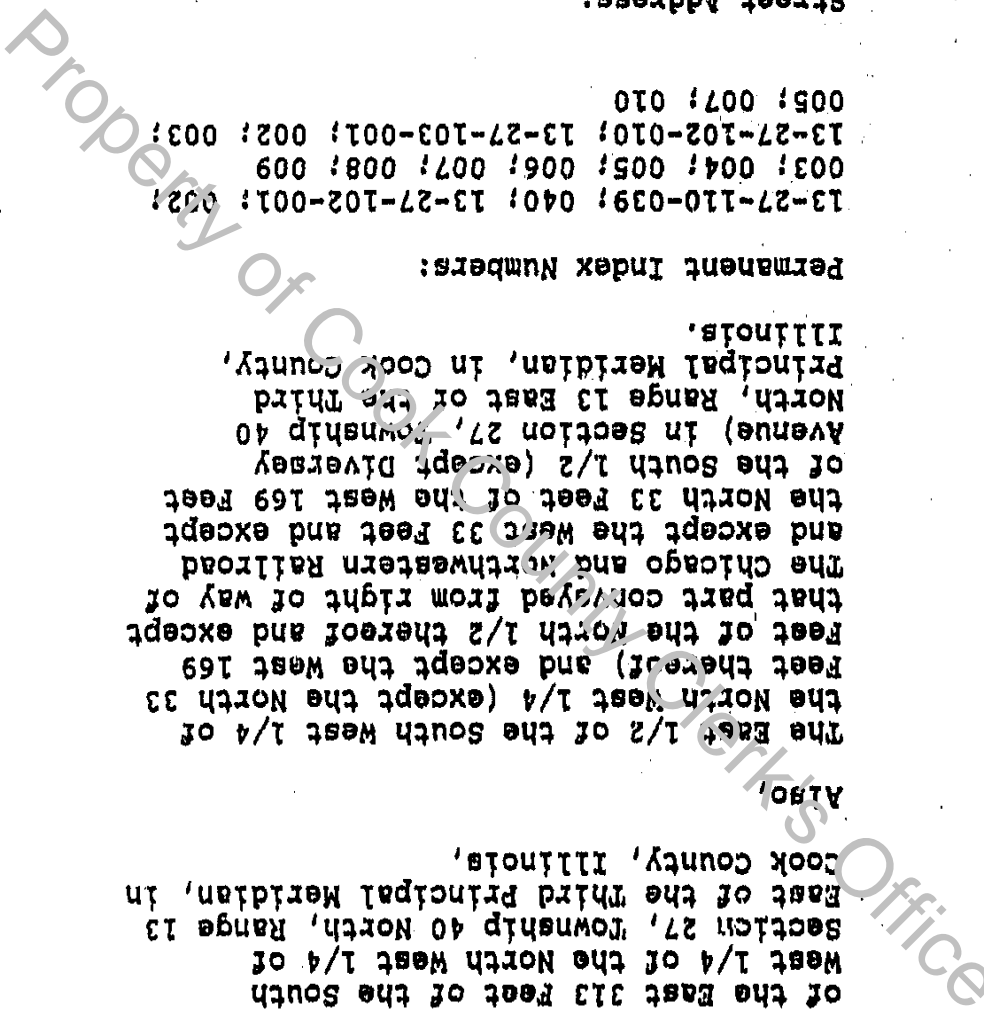 of the East 313 Feet of the South
West 1/4 of the North West 1/4 of
Section 27, Township 40 North, Range 13
East of the Third Principal Meridian, in
Cook County, Illinois,
Also,
The East 1/2 of the South West 1/4 of
the North West 1/4 (except the North 33
Feet thereof) and except the West 169
Feet of the North 1/2 thereof and except
that part conveyed from right of way of
The Chicago and Northwestern Railroad
and except the West 33 Feet and except
the North 33 Feet of the West 169 Feet
of the South 1/2 (except Diversey
Avenue) in Section 27, Township 40
North, Range 13 East of the Third
Principal Meridian, in Cook County,
Illinois.
Permanent Index Numbers:
13-27-110-039; 040; 13-27-102-001; 002;
003; 004; 005; 006; 007; 008; 009
13-27-102-010; 13-27-103-001; 002; 003;
005; 007; 010
Street Address:
Property of Cook County Clerk's Office